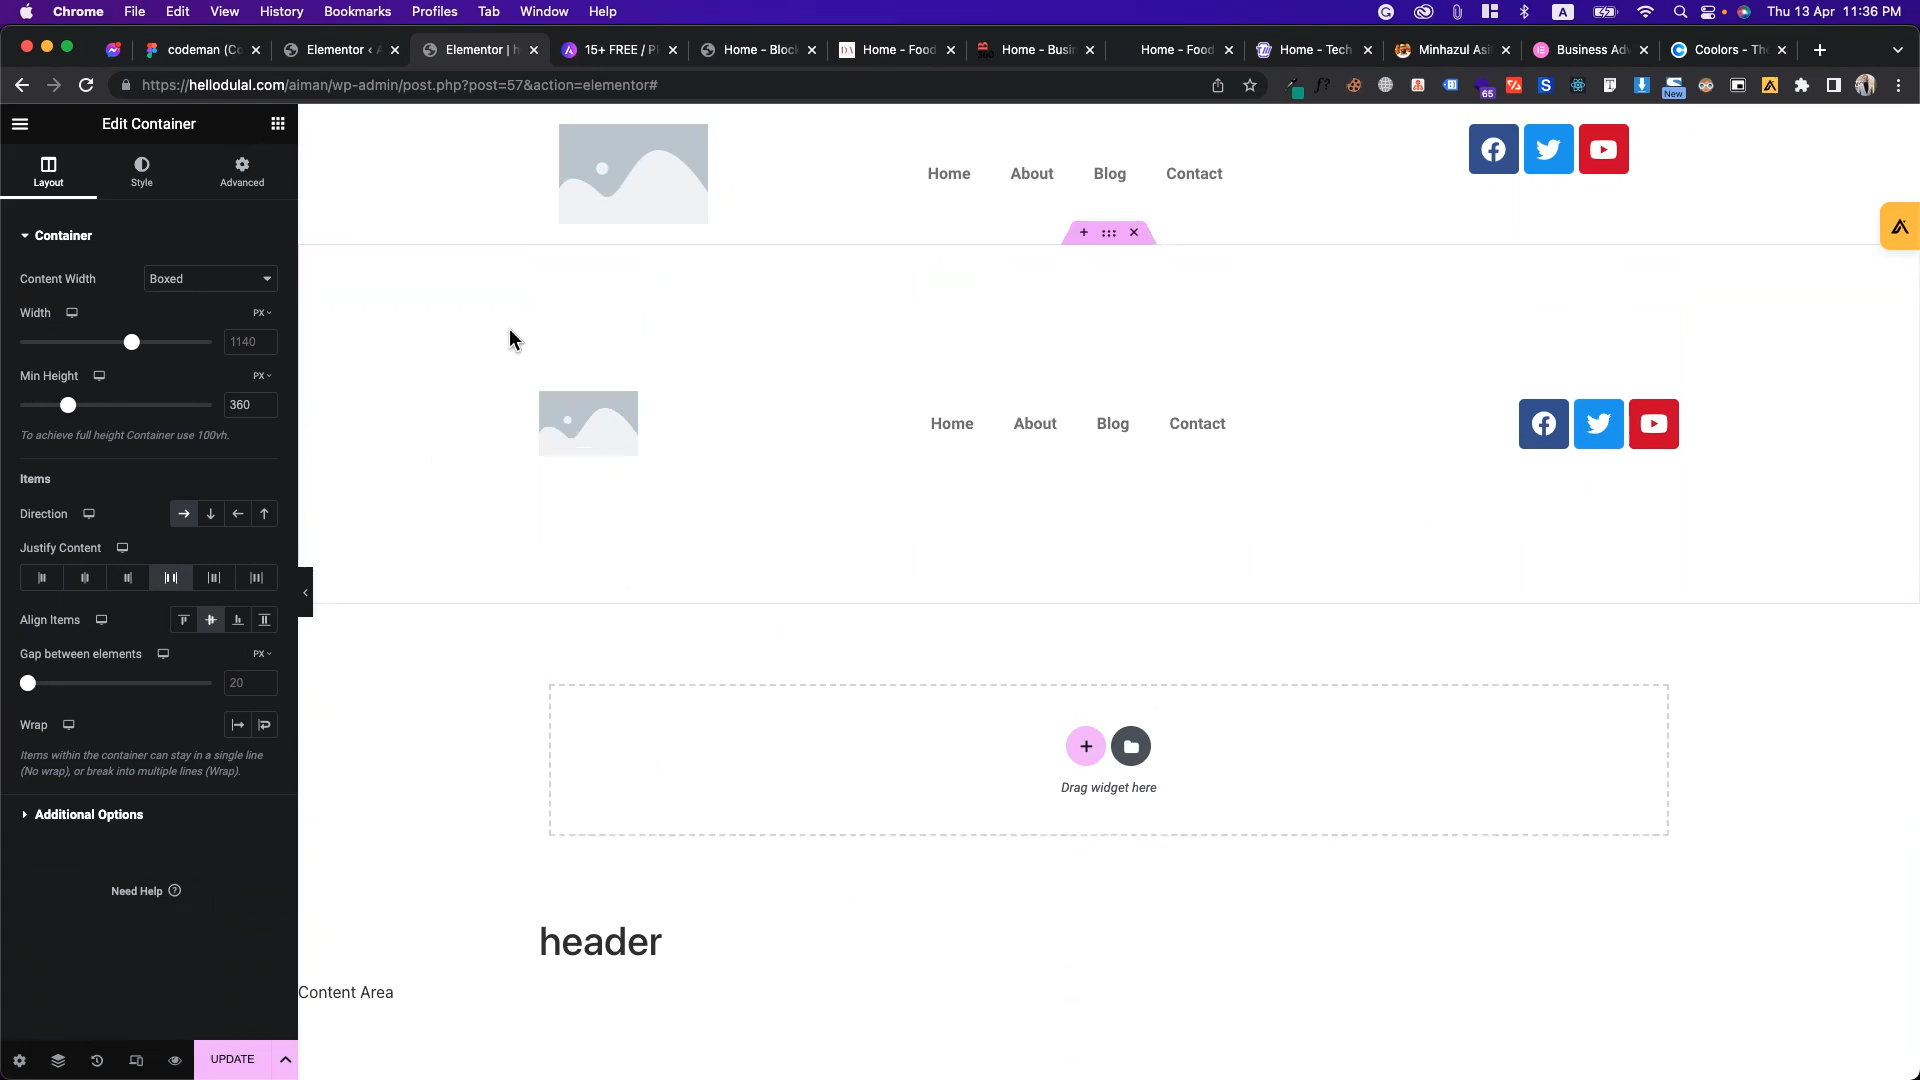 Chrome File Edit View History Bookmarks Profiles Tab Window Help
A Thu 13 Apr 11:36 PM
codeman (Co
Elementor ‹ A
Elementor | h
15+ FREE / P
Home - Block
Home - Food
Home - Busin
Home - Food
Home - Tech
Minhazul Asi
Business Adv
Coolors - The
https://hellodulal.com/aiman/wp-admin/post.php?post=57&action=elementor#
65
New
Edit Container
Layout Style Advanced
Container
Content Width Boxed
Width PX
1140
Min Height PX
360
To achieve full height Container use 100vh.
Items
Direction
Justify Content
Align Items
Gap between elements PX
20
Wrap
Items within the container can stay in a single line
(No wrap), or break into multiple lines (Wrap).
Additional Options
Need Help
UPDATE
Home About Blog Contact
Home About Blog Contact
Drag widget here
header
Content Area